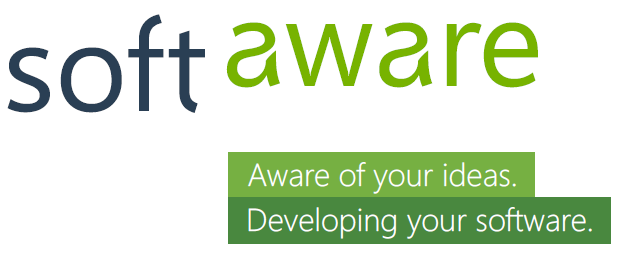 soft aware
Aware of your ideas.
Developing your software.